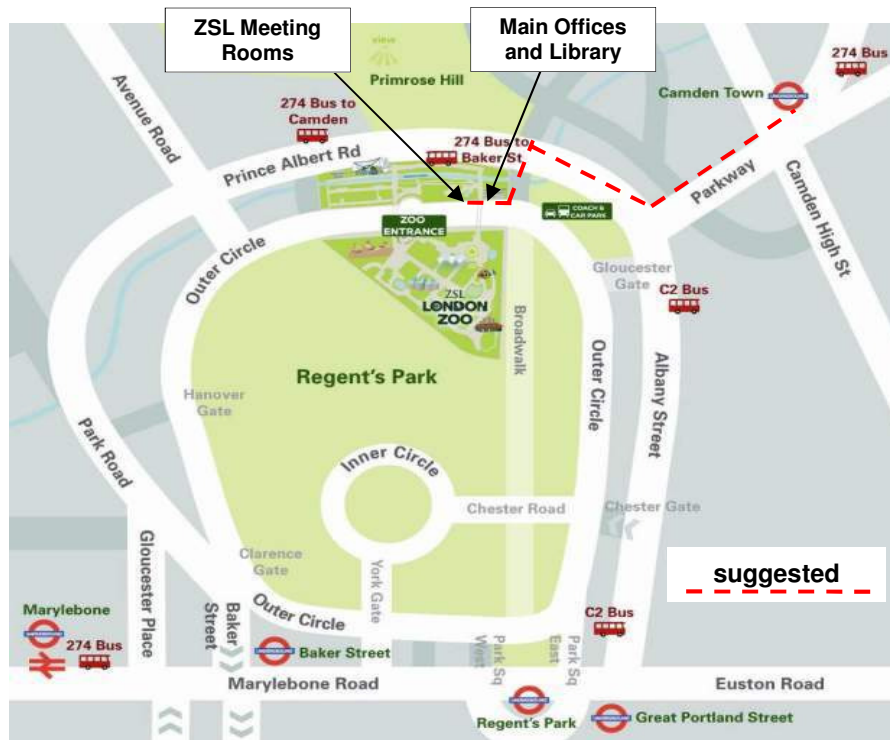 ZSL Meeting
Rooms
Main Offices
and Library
view
Primrose Hill
274 Bus
Camden Town
Avenue Road
274 Bus to
Camden
274 Bus to
Baker St
Prince Albert Rd
Parkway
Camden High St
ZOO
ENTRANCE
COACH &
CAR PARK
Outer Circle
Gloucester
Gate
C2 Bus
ZSL
LONDON
ZOO
Broadwalk
Outer Circle
Albany Street
Regent's Park
Hanover
Gate
Park Road
Inner Circle
Chester Road
Chester Gate
Gloucester Place
Clarence
Gate
York Gate
suggested
Marylebone
UNDERGROUND
274 Bus
Baker
Street
Outer Circle
C2 Bus
Baker Street
Park Sq
West
Park Sq
East
Marylebone Road
Euston Road
Regent's Park
Great Portland Street